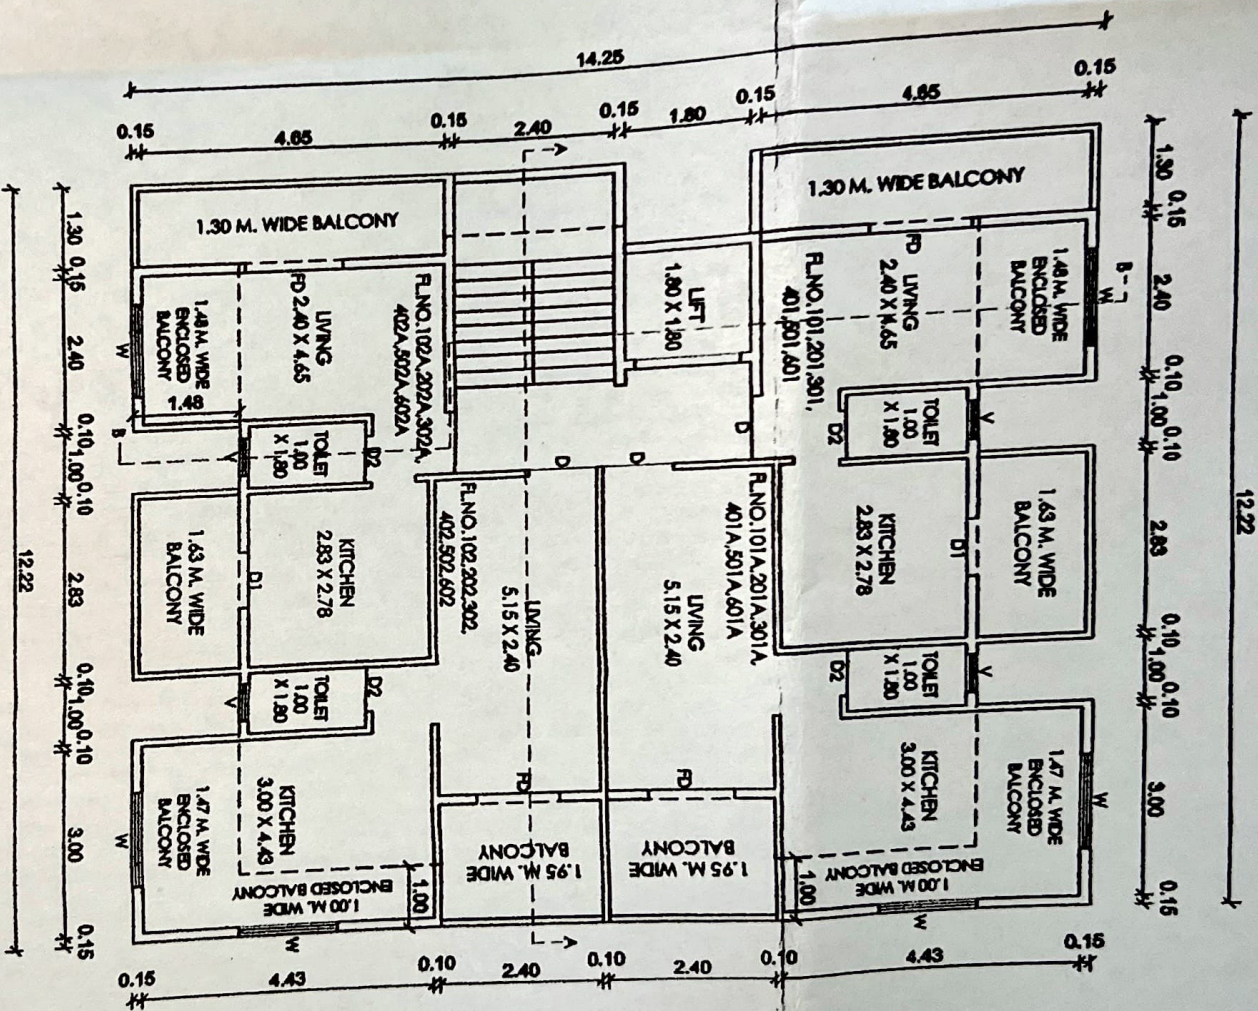 14.25
0.15
4.65
0.15
2.40
0.15
1.80
0.15
4.65
0.15
A
1.30 M. WIDE BALCONY
1.30 M. WIDE BALCONY
12.22
1.30
0.15
2.40
0.10
1.00
0.10
2.83
0.10
1.00
0.10
3.00
0.15
12.22
1.30
0.15
2.40
0.10
1.00
0.10
2.83
0.10
1.00
0.10
3.00
0.15
1.48 M. WIDE
ENCLOSED
BALCONY
W
1.48
B
FD
LIVING
2.40 X 4.65
FL.NO.102A,202A,302A,
402A,502A,602A
LIFT
1.80 X 1.80
FL.NO.101,201,301,
401,501,601
FD
LIVING
2.40 X 4.65
1.48 M. WIDE
ENCLOSED
BALCONY
W
B
V
TOILET
1.00
X 1.80
D2
D
D
D
D2
TOILET
1.00
X 1.80
V
1.63 M. WIDE
BALCONY
D1
KITCHEN
2.83 X 2.78
FL.NO.102,202,302,
402,502,602
LIVING
5.15 X 2.40
FL.NO.101A,201A,301A,
401A,501A,601A
LIVING
5.15 X 2.40
KITCHEN
2.83 X 2.78
D1
1.63 M. WIDE
BALCONY
V
TOILET
1.00
X 1.80
D2
D2
TOILET
1.00
X 1.80
V
1.47 M. WIDE
ENCLOSED
BALCONY
W
KITCHEN
3.00 X 4.43
1.00 M. WIDE
ENCLOSED BALCONY
W
1.00
FD
1.95 M. WIDE
BALCONY
FD
1.95 M. WIDE
BALCONY
1.00
KITCHEN
3.00 X 4.43
1.00 M. WIDE
ENCLOSED BALCONY
W
1.47 M. WIDE
ENCLOSED
BALCONY
W
A
0.15
4.43
0.10
2.40
0.10
2.40
0.10
4.43
0.15